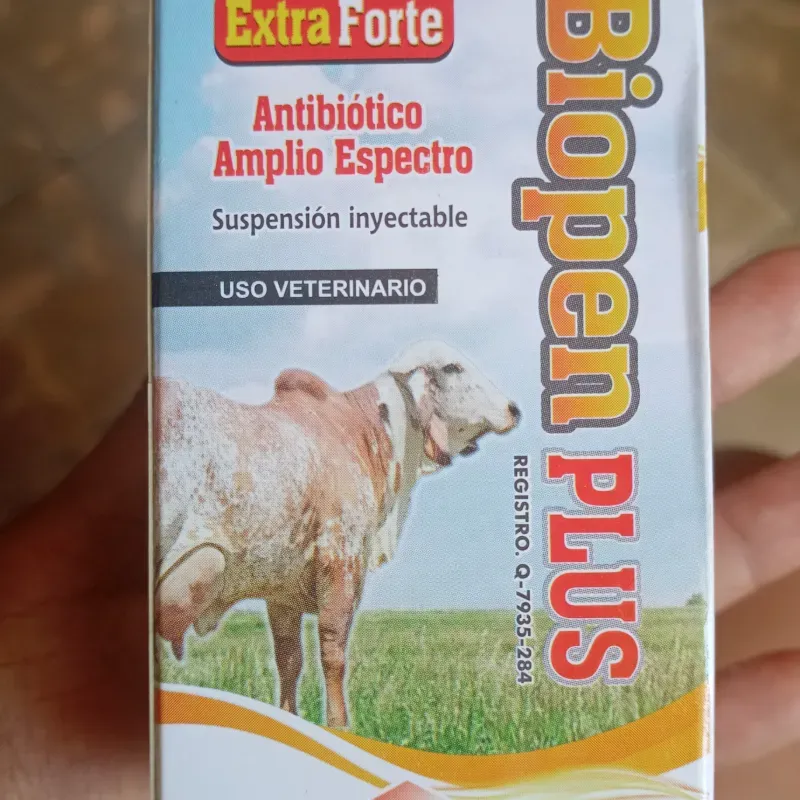 Extra Forte
Antibiótico
Amplio Espectro
Suspensión inyectable
USO VETERINARIO
Biopen PLUS
REGISTRO. Q-7935-284